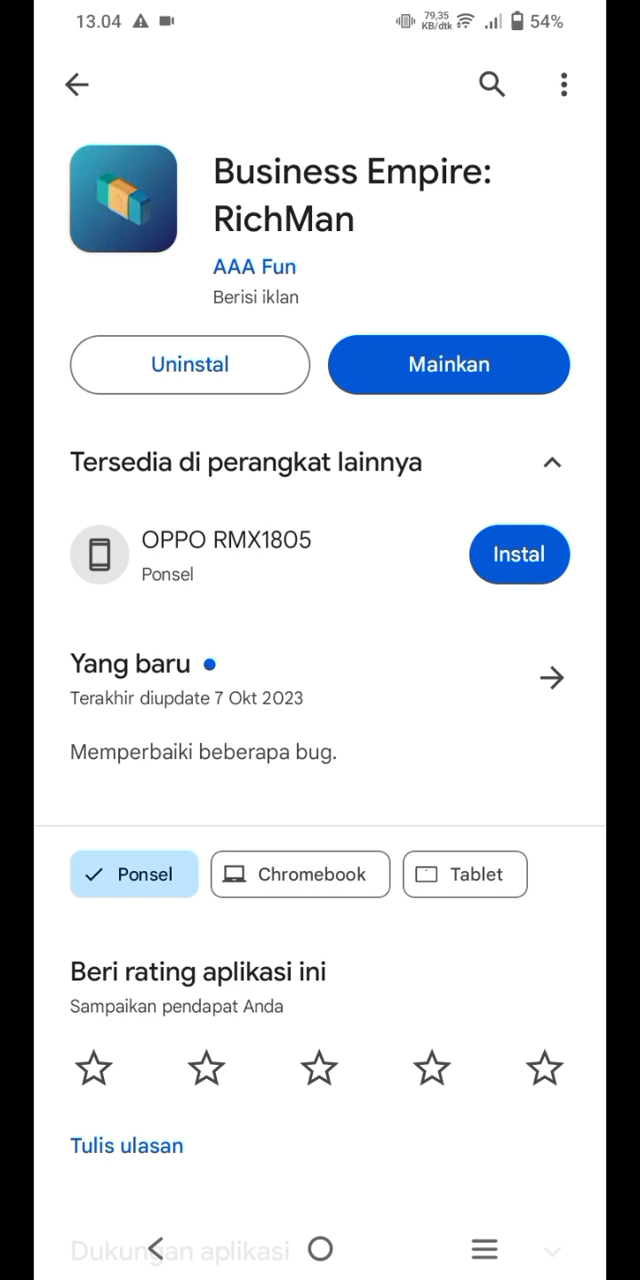 13.04
79,35
KB/dtk
54%
Business Empire:
RichMan
AAA Fun
Berisi iklan
Uninstal
Mainkan
Tersedia di perangkat lainnya
OPPO RMX1805
Ponsel
Instal
Yang baru
Terakhir diupdate 7 Okt 2023
Memperbaiki beberapa bug.
Ponsel
Chromebook
Tablet
Beri rating aplikasi ini
Sampaikan pendapat Anda
Tulis ulasan
Dukungan aplikasi